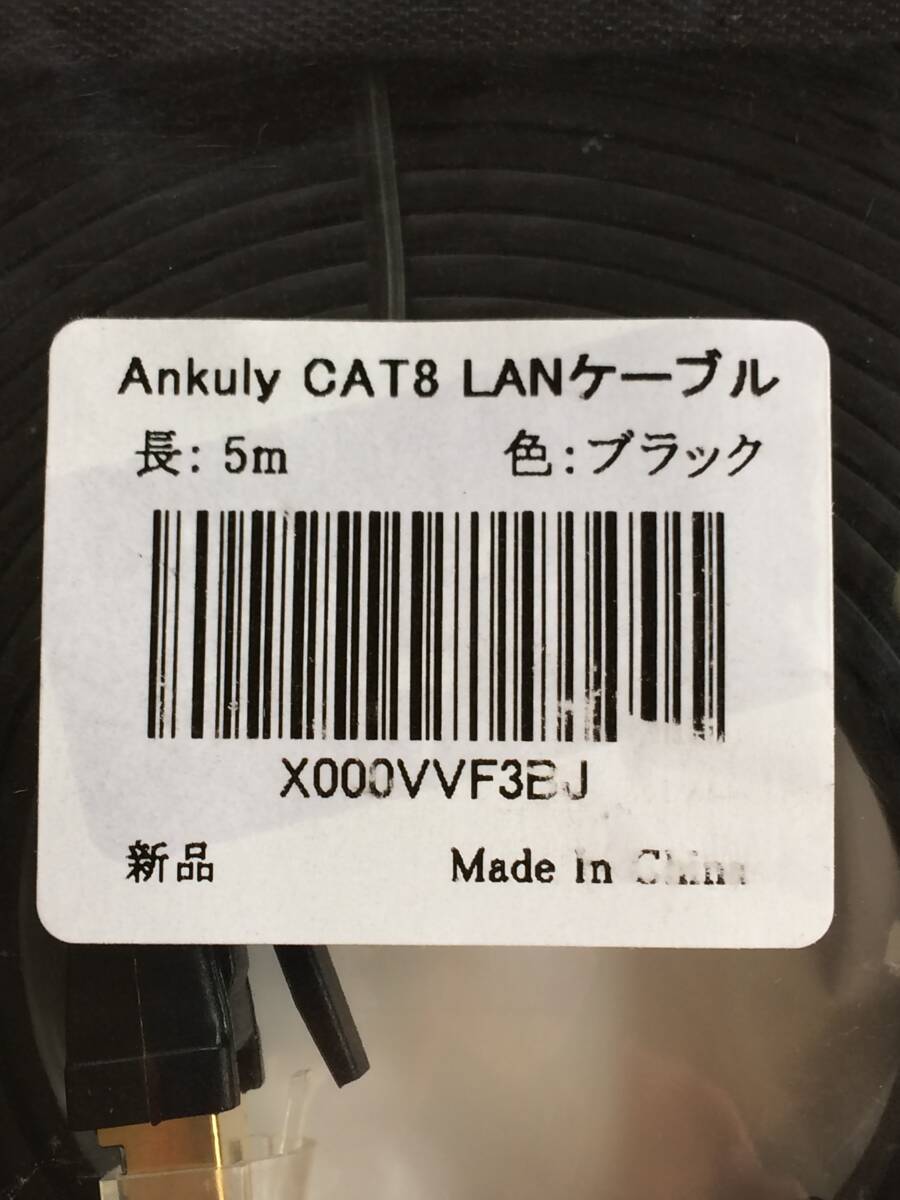 Ankuly CAT8 LANケーブル
長: 5m 色:ブラック
X000VVF3BJ
新品 Made in China